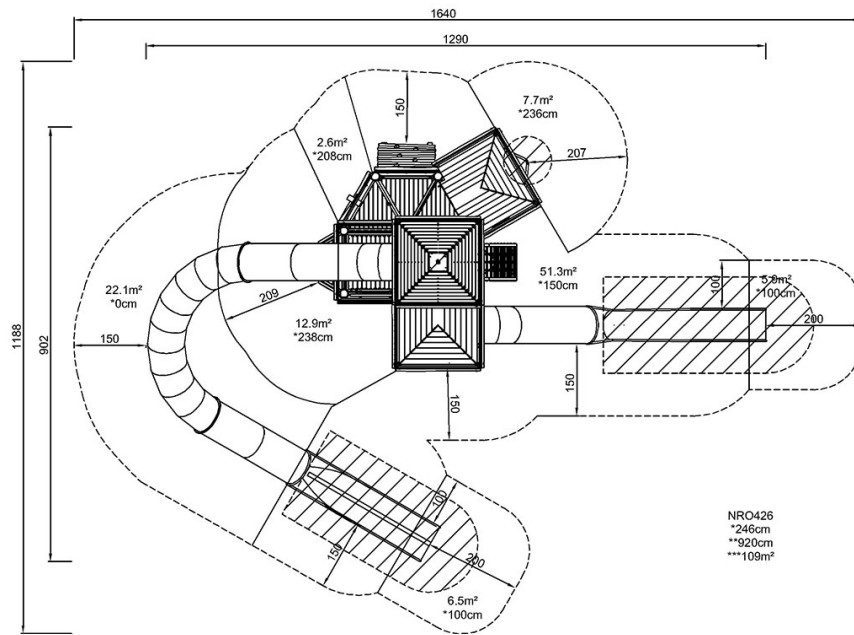 1640
1290
7.7m²
*236cm
150
2.6m²
*208cm
207
51.3m²
*150cm
5.9m²
*100cm
100
22.1m²
*0cm
209
12.9m²
*238cm
200
150
1188
902
150
150
100
150
200
6.5m²
*100cm
NRO426
*246cm
**920cm
***109m²